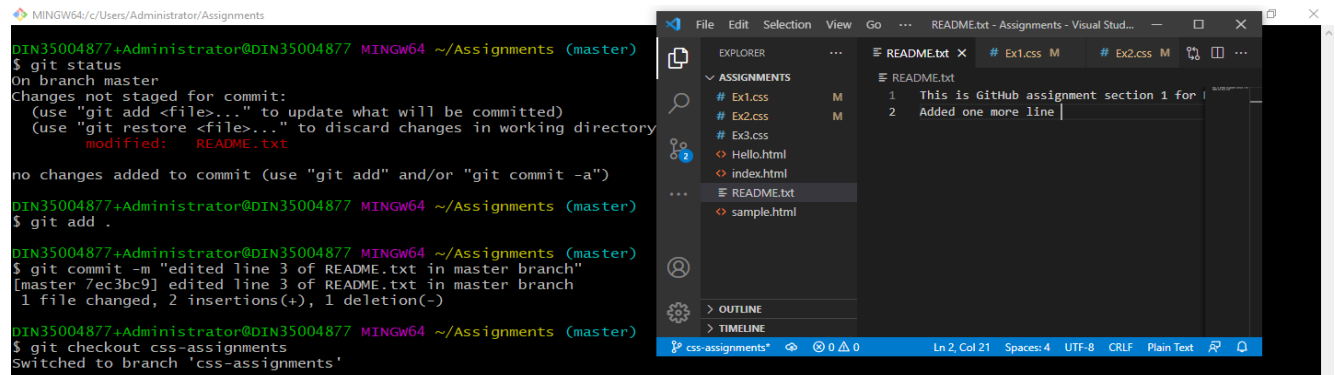 MINGW64:/c/Users/Administrator/Assignments
DIN35004877+Administrator@DIN35004877 MINGW64 ~/Assignments (master)
$ git status
On branch master
Changes not staged for commit:
  (use "git add <file>..." to update what will be committed)
  (use "git restore <file>..." to discard changes in working directory
        modified:   README.txt
no changes added to commit (use "git add" and/or "git commit -a")
DIN35004877+Administrator@DIN35004877 MINGW64 ~/Assignments (master)
$ git add .
DIN35004877+Administrator@DIN35004877 MINGW64 ~/Assignments (master)
$ git commit -m "edited line 3 of README.txt in master branch"
[master 7ec3bc9] edited line 3 of README.txt in master branch
 1 file changed, 2 insertions(+), 1 deletion(-)
DIN35004877+Administrator@DIN35004877 MINGW64 ~/Assignments (master)
$ git checkout css-assignments
Switched to branch 'css-assignments'
File Edit Selection View Go ··· README.txt - Assignments - Visual Stud...
EXPLORER ···
README.txt # Ex1.css M # Ex2.css M ···
ASSIGNMENTS
# Ex1.css M
# Ex2.css M
# Ex3.css
<> Hello.html
<> index.html
README.txt
<> sample.html
OUTLINE
TIMELINE
2
README.txt
1 This is GitHub assignment section 1 for
2 Added one more line
css-assignments* 0 0 Ln 2, Col 21 Spaces: 4 UTF-8 CRLF Plain Text